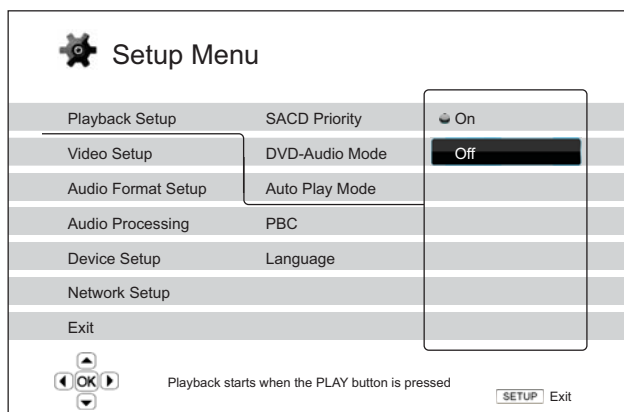 Setup Menu
Playback Setup SACD Priority On
Video Setup DVD-Audio Mode Off
Audio Format Setup Auto Play Mode
Audio Processing PBC
Device Setup Language
Network Setup
Exit
OK Playback starts when the PLAY button is pressed SETUP Exit